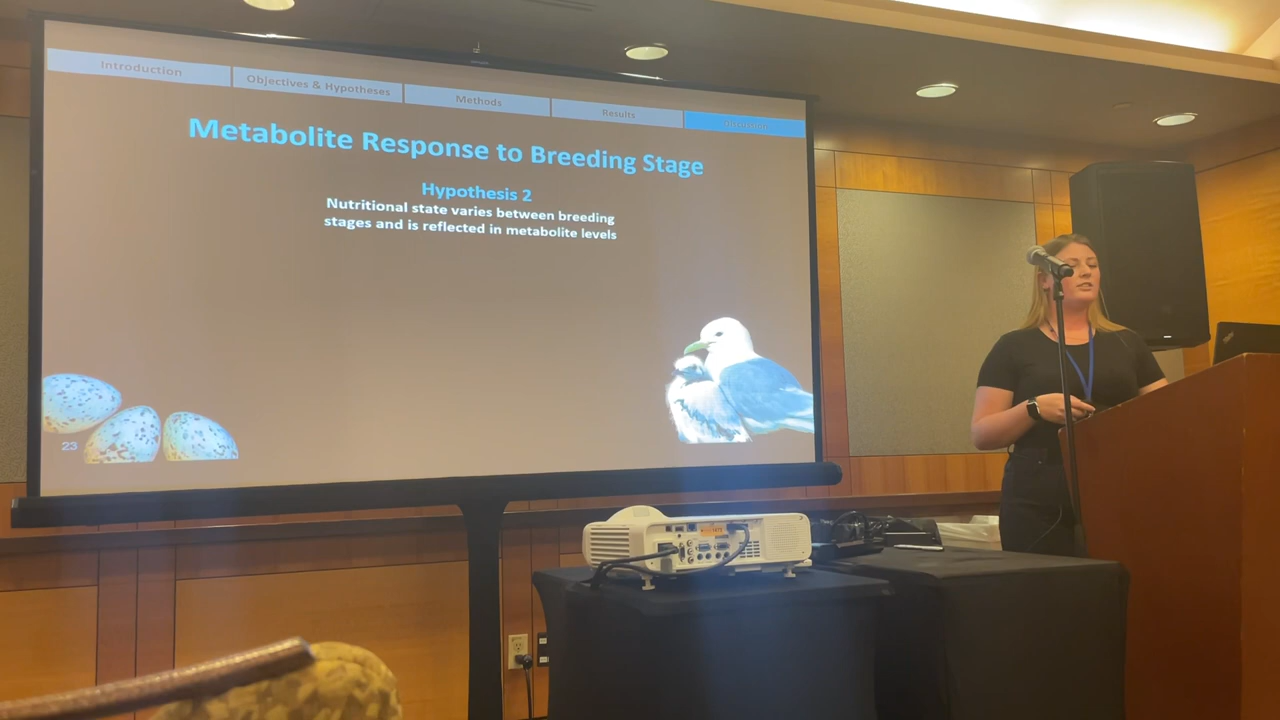 Introduction
Objectives & Hypotheses
Methods
Results
Discussion
Metabolite Response to Breeding Stage
Hypothesis 2
Nutritional state varies between breeding
stages and is reflected in metabolite levels
23